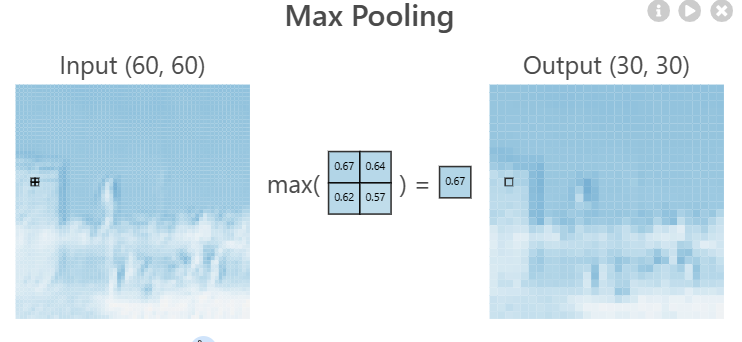 Max Pooling
Input (60, 60)
Output (30, 30)
max(
0.67 0.64
0.62 0.57
) =
0.67